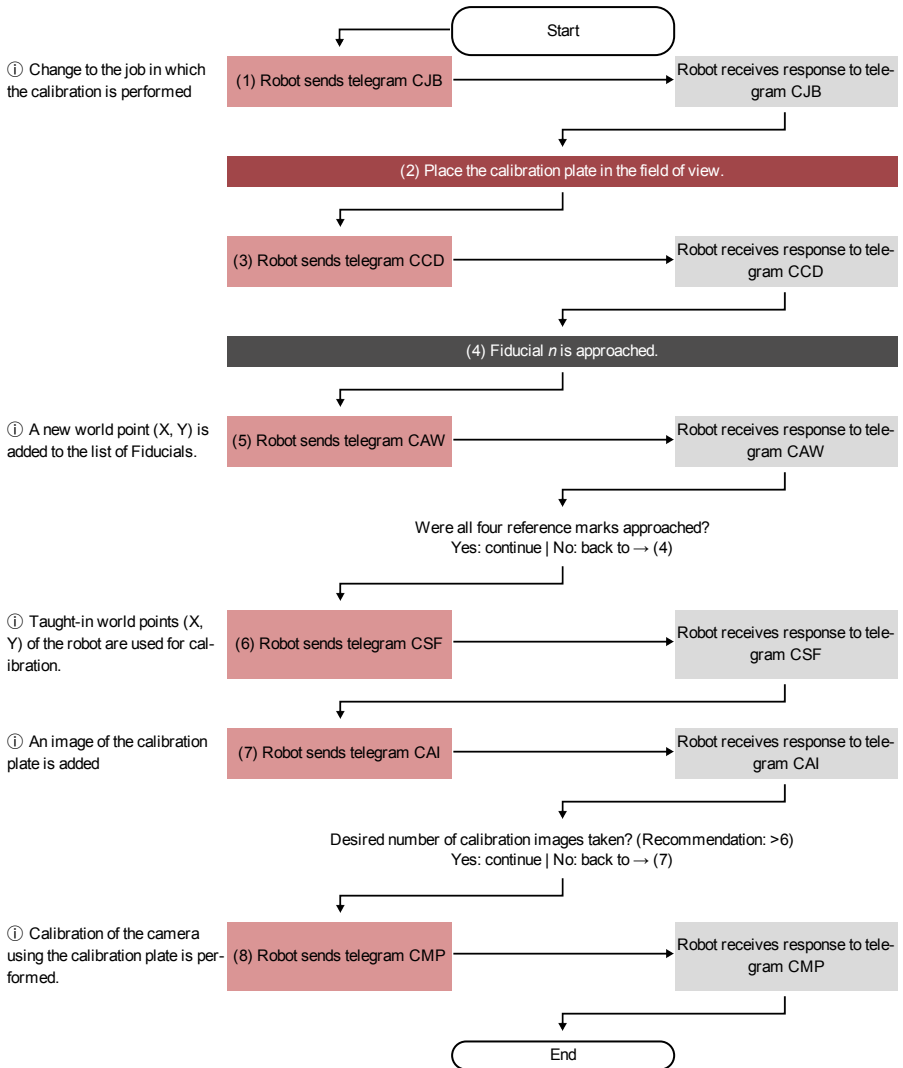 Start
ⓘ Change to the job in which
the calibration is performed
(1) Robot sends telegram CJB
Robot receives response to tele-
gram CJB
(2) Place the calibration plate in the field of view.
(3) Robot sends telegram CCD
Robot receives response to tele-
gram CCD
(4) Fiducial n is approached.
ⓘ A new world point (X, Y) is
added to the list of Fiducials.
(5) Robot sends telegram CAW
Robot receives response to tele-
gram CAW
Were all four reference marks approached?
Yes: continue | No: back to → (4)
ⓘ Taught-in world points (X,
Y) of the robot are used for cal-
ibration.
(6) Robot sends telegram CSF
Robot receives response to tele-
gram CSF
ⓘ An image of the calibration
plate is added
(7) Robot sends telegram CAI
Robot receives response to tele-
gram CAI
Desired number of calibration images taken? (Recommendation: >6)
Yes: continue | No: back to → (7)
ⓘ Calibration of the camera
using the calibration plate is per-
formed.
(8) Robot sends telegram CMP
Robot receives response to tele-
gram CMP
End